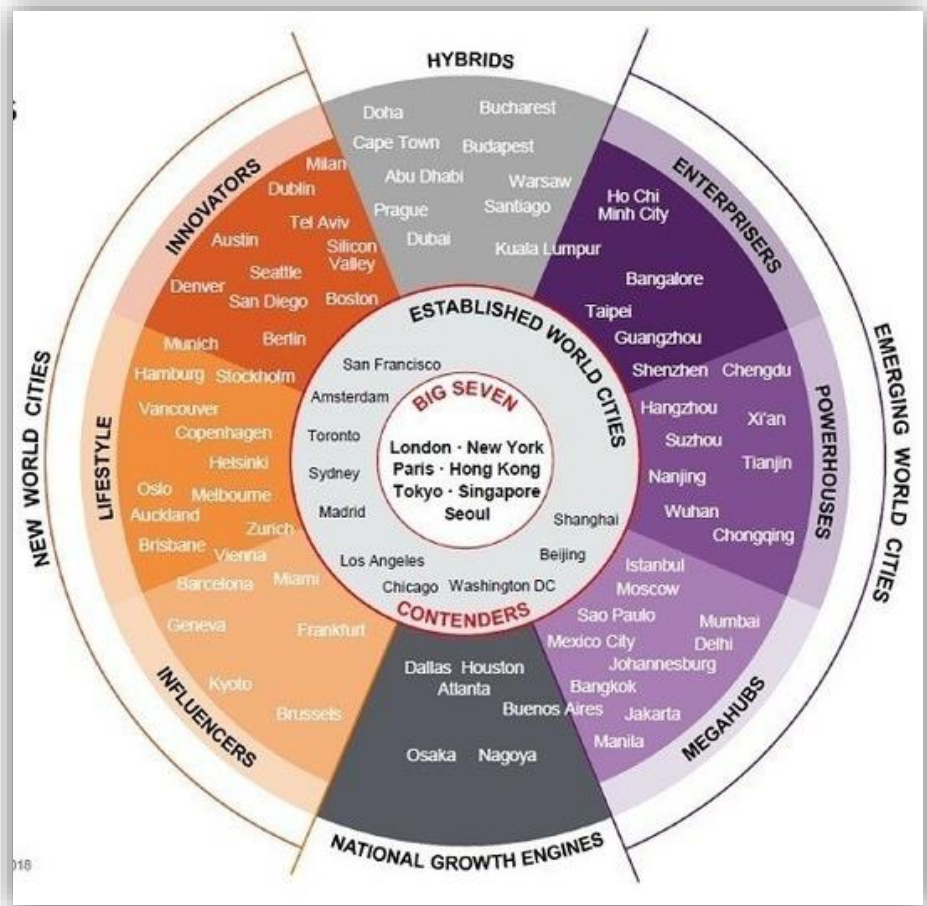 HYBRIDS
Doha
Bucharest
Cape Town
Budapest
Abu Dhabi
Warsaw
Prague
Santiago
Dubai
Kuala Lumpur
ENTERPRISERS
Ho Chi
Minh City
Bangalore
Taipei
Guangzhou
EMERGING WORLD CITIES
POWERHOUSES
Shenzhen
Chengdu
Hangzhou
Xi'an
Suzhou
Tianjin
Nanjing
Wuhan
Chongqing
MEGAHUBS
Istanbul
Moscow
Sao Paulo
Mumbai
Mexico City
Delhi
Johannesburg
Bangkok
Buenos Aires
Jakarta
Manila
NATIONAL GROWTH ENGINES
Dallas
Houston
Atlanta
Osaka
Nagoya
INFLUENCERS
Barcelona
Miami
Geneva
Frankfurt
Kyoto
Brussels
NEW WORLD CITIES
LIFESTYLE
Munich
Hamburg
Stockholm
Vancouver
Copenhagen
Helsinki
Oslo
Melbourne
Auckland
Zurich
Brisbane
Vienna
INNOVATORS
Milan
Dublin
Tel Aviv
Austin
Silicon
Valley
Seattle
Denver
San Diego
Boston
Berlin
ESTABLISHED WORLD CITIES
San Francisco
Amsterdam
Toronto
Sydney
Madrid
Los Angeles
Chicago
Washington DC
Beijing
Shanghai
CONTENDERS
BIG SEVEN
London · New York
Paris · Hong Kong
Tokyo · Singapore
Seoul
018